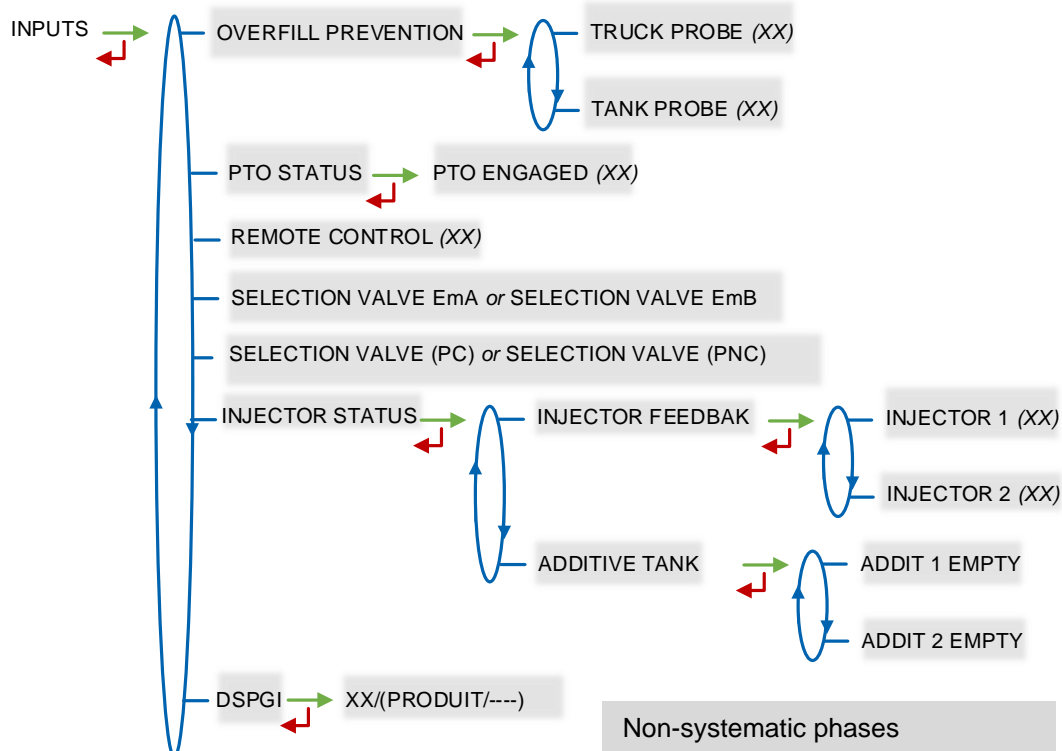 INPUTS
OVERFILL PREVENTION
TRUCK PROBE (XX)
TANK PROBE (XX)
PTO STATUS
PTO ENGAGED (XX)
REMOTE CONTROL (XX)
SELECTION VALVE EmA or SELECTION VALVE EmB
SELECTION VALVE (PC) or SELECTION VALVE (PNC)
INJECTOR STATUS
INJECTOR FEEDBAK
INJECTOR 1 (XX)
INJECTOR 2 (XX)
ADDITIVE TANK
ADDIT 1 EMPTY
ADDIT 2 EMPTY
DSPGI
XX/(PRODUIT/----)
Non-systematic phases